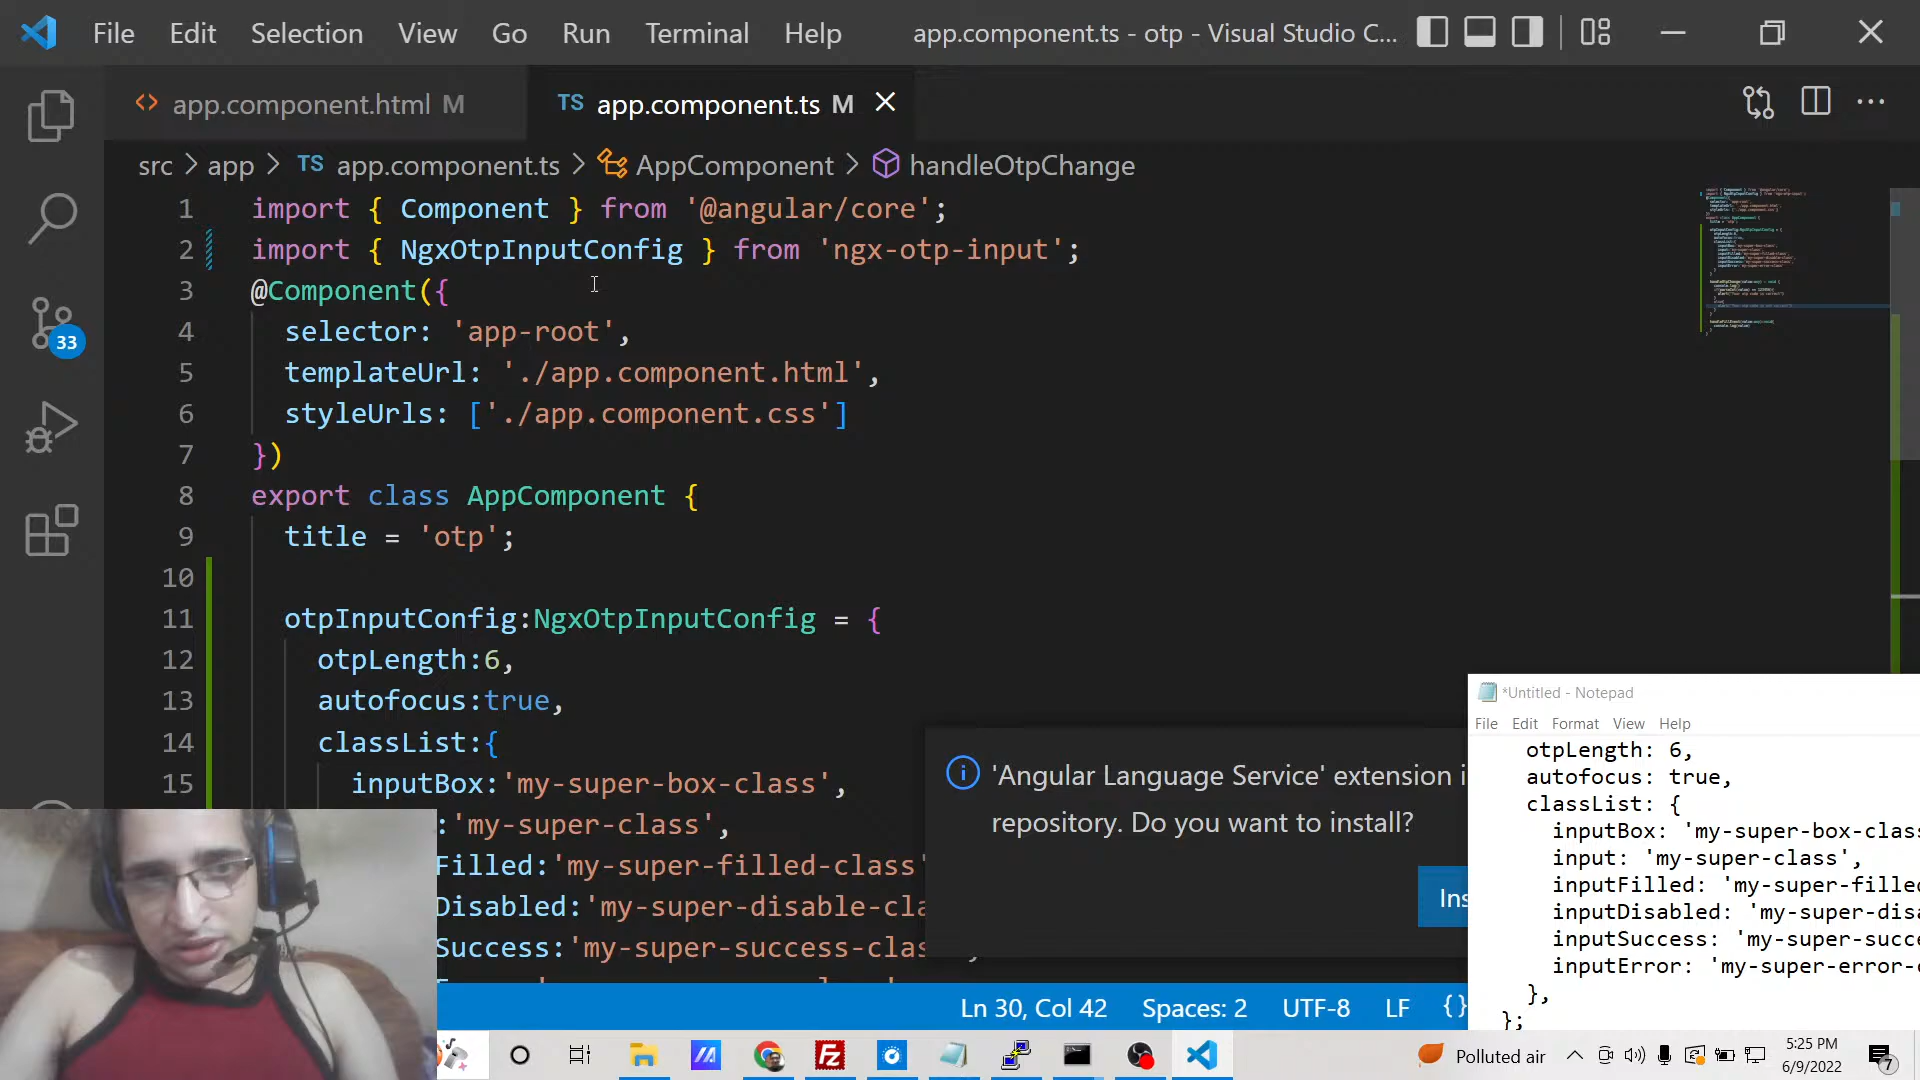 File Edit Selection View Go Run Terminal Help app.component.ts - otp - Visual Studio C...
app.component.html M TS app.component.ts M
src > app > TS app.component.ts > AppComponent > handleOtpChange
1 import { Component } from '@angular/core';
2 import { NgxOtpInputConfig } from 'ngx-otp-input';
3 @Component({
4 selector: 'app-root',
5 templateUrl: './app.component.html',
6 styleUrls: ['./app.component.css']
7 })
8 export class AppComponent {
9 title = 'otp';
10
11 otpInputConfig:NgxOtpInputConfig = {
12 otpLength:6,
13 autofocus:true,
14 classList:{
15 inputBox:'my-super-box-class',
:'my-super-class',
Filled:'my-super-filled-class'
Disabled:'my-super-disable-cla
Success:'my-super-success-clas
33
'Angular Language Service' extension i
repository. Do you want to install?
Ins
*Untitled - Notepad
File Edit Format View Help
otpLength: 6,
autofocus: true,
classList: {
inputBox: 'my-super-box-class
input: 'my-super-class',
inputFilled: 'my-super-filled
inputDisabled: 'my-super-disa
inputSuccess: 'my-super-succe
inputError: 'my-super-error-c
},
};
Ln 30, Col 42 Spaces: 2 UTF-8 LF {}
Polluted air
5:25 PM
6/9/2022
7